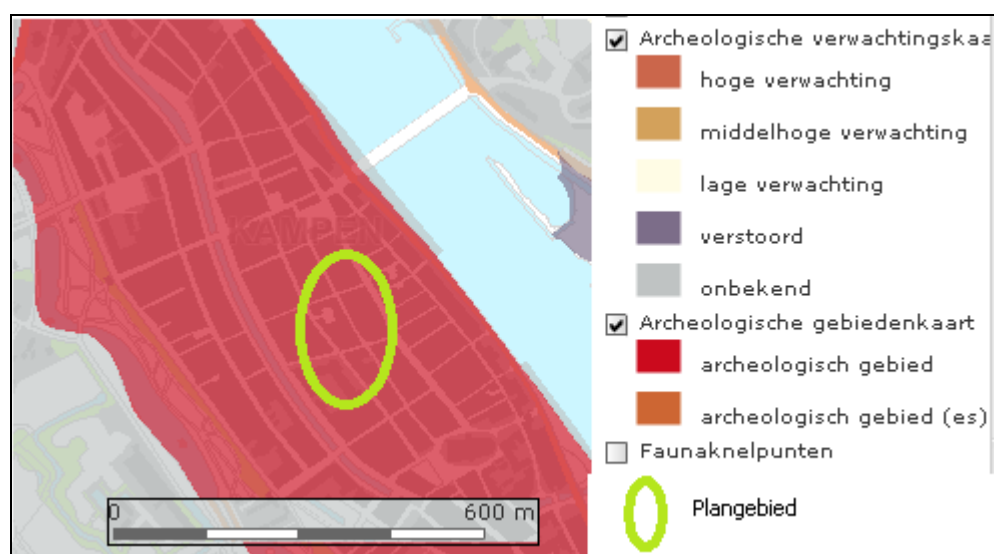 Archeologische verwachtingskaa
hoge verwachting
middelhoge verwachting
lage verwachting
verstoord
onbekend
Archeologische gebiedenkaart
archeologisch gebied
archeologisch gebied (es)
Faunaknelpunten
Plangebied
KAMPEN
0 600 m